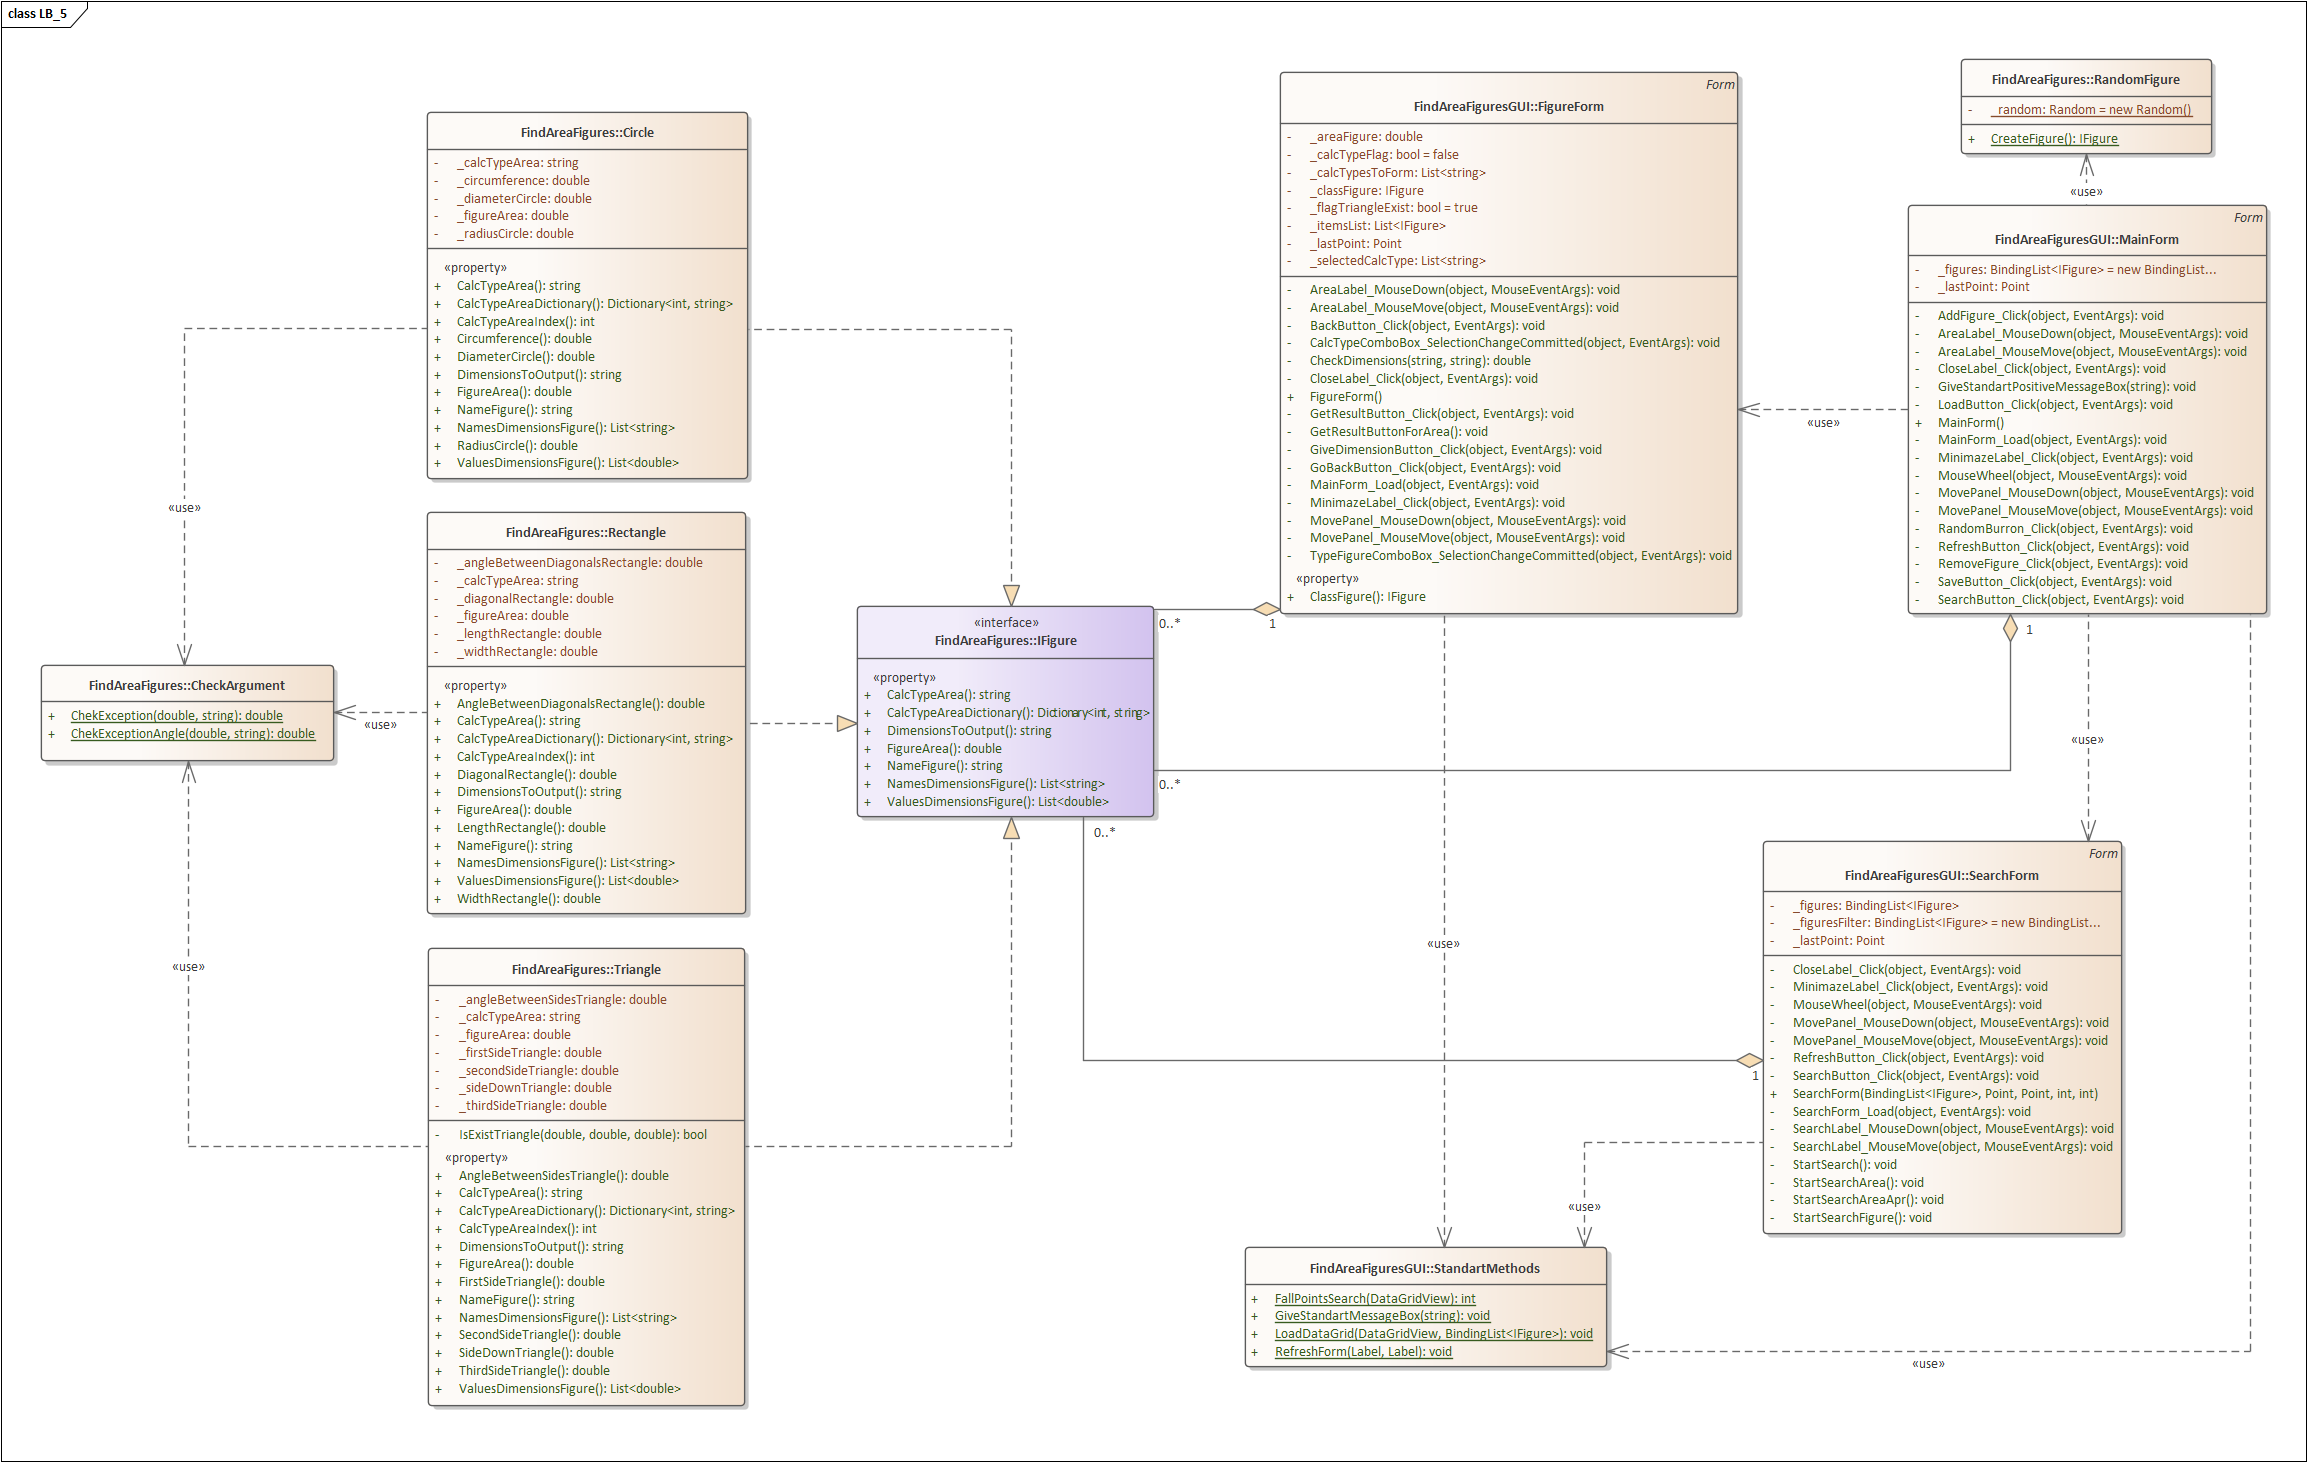 class LB_5
FindAreaFigures::Circle
- _calcTypeArea: string
- _circumference: double
- _diameterCircle: double
- _figureArea: double
- _radiusCircle: double
«property»
+ CalcTypeArea(): string
+ CalcTypeAreaDictionary(): Dictionary<int, string>
+ CalcTypeAreaIndex(): int
+ Circumference(): double
+ DiameterCircle(): double
+ DimensionsToOutput(): string
+ FigureArea(): double
+ NameFigure(): string
+ NamesDimensionsFigure(): List<string>
+ RadiusCircle(): double
+ ValuesDimensionsFigure(): List<double>
«use»
FindAreaFigures::Rectangle
- _angleBetweenDiagonalsRectangle: double
- _calcTypeArea: string
- _diagonalRectangle: double
- _figureArea: double
- _lengthRectangle: double
- _widthRectangle: double
«property»
+ AngleBetweenDiagonalsRectangle(): double
+ CalcTypeArea(): string
+ CalcTypeAreaDictionary(): Dictionary<int, string>
+ CalcTypeAreaIndex(): int
+ DiagonalRectangle(): double
+ DimensionsToOutput(): string
+ FigureArea(): double
+ LengthRectangle(): double
+ NameFigure(): string
+ NamesDimensionsFigure(): List<string>
+ ValuesDimensionsFigure(): List<double>
+ WidthRectangle(): double
«use»
FindAreaFigures::CheckArgument
+ ChekException(double, string): double
+ ChekExceptionAngle(double, string): double
«use»
FindAreaFigures::Triangle
- _angleBetweenSidesTriangle: double
- _calcTypeArea: string
- _figureArea: double
- _firstSideTriangle: double
- _secondSideTriangle: double
- _sideDownTriangle: double
- _thirdSideTriangle: double
- IsExistTriangle(double, double, double): bool
«property»
+ AngleBetweenSidesTriangle(): double
+ CalcTypeArea(): string
+ CalcTypeAreaDictionary(): Dictionary<int, string>
+ CalcTypeAreaIndex(): int
+ DimensionsToOutput(): string
+ FigureArea(): double
+ FirstSideTriangle(): double
+ NameFigure(): string
+ NamesDimensionsFigure(): List<string>
+ SecondSideTriangle(): double
+ SideDownTriangle(): double
+ ThirdSideTriangle(): double
+ ValuesDimensionsFigure(): List<double>
«interface»
FindAreaFigures::IFigure
«property»
+ CalcTypeArea(): string
+ CalcTypeAreaDictionary(): Dictionary<int, string>
+ DimensionsToOutput(): string
+ FigureArea(): double
+ NameFigure(): string
+ NamesDimensionsFigure(): List<string>
+ ValuesDimensionsFigure(): List<double>
0..*
1
0..*
1
0..*
1
Form
FindAreaFiguresGUI::FigureForm
- _areaFigure: double
- _calcTypeFlag: bool = false
- _calcTypesToForm: List<string>
- _classFigure: IFigure
- _flagTriangleExist: bool = true
- _itemsList: List<IFigure>
- _lastPoint: Point
- _selectedCalcType: List<string>
- AreaLabel_MouseDown(object, MouseEventArgs): void
- AreaLabel_MouseMove(object, MouseEventArgs): void
- BackButton_Click(object, EventArgs): void
- CalcTypeComboBox_SelectionChangeCommitted(object, EventArgs): void
- CheckDimensions(string, string): double
- CloseLabel_Click(object, EventArgs): void
+ FigureForm()
- GetResultButton_Click(object, EventArgs): void
- GetResultButtonForArea(): void
- GiveDimensionButton_Click(object, EventArgs): void
- GoBackButton_Click(object, EventArgs): void
- MainForm_Load(object, EventArgs): void
- MinimazeLabel_Click(object, EventArgs): void
- MovePanel_MouseDown(object, MouseEventArgs): void
- MovePanel_MouseMove(object, MouseEventArgs): void
- TypeFigureComboBox_SelectionChangeCommitted(object, EventArgs): void
«property»
+ ClassFigure(): IFigure
FindAreaFigures::RandomFigure
- _random: Random = new Random()
+ CreateFigure(): IFigure
«use»
Form
FindAreaFiguresGUI::MainForm
- _figures: BindingList<IFigure> = new BindingList...
- _lastPoint: Point
- AddFigure_Click(object, EventArgs): void
- AreaLabel_MouseDown(object, MouseEventArgs): void
- AreaLabel_MouseMove(object, MouseEventArgs): void
- CloseLabel_Click(object, EventArgs): void
- GiveStandartPositiveMessageBox(string): void
- LoadButton_Click(object, EventArgs): void
+ MainForm()
- MainForm_Load(object, EventArgs): void
- MinimazeLabel_Click(object, EventArgs): void
- MouseWheel(object, MouseEventArgs): void
- MovePanel_MouseDown(object, MouseEventArgs): void
- MovePanel_MouseMove(object, MouseEventArgs): void
- RandomBurron_Click(object, EventArgs): void
- RefreshButton_Click(object, EventArgs): void
- RemoveFigure_Click(object, EventArgs): void
- SaveButton_Click(object, EventArgs): void
- SearchButton_Click(object, EventArgs): void
«use»
«use»
Form
FindAreaFiguresGUI::SearchForm
- _figures: BindingList<IFigure>
- _figuresFilter: BindingList<IFigure> = new BindingList...
- _lastPoint: Point
- CloseLabel_Click(object, EventArgs): void
- MinimazeLabel_Click(object, EventArgs): void
- MouseWheel(object, MouseEventArgs): void
- MovePanel_MouseDown(object, MouseEventArgs): void
- MovePanel_MouseMove(object, MouseEventArgs): void
- RefreshButton_Click(object, EventArgs): void
- SearchButton_Click(object, EventArgs): void
+ SearchForm(BindingList<IFigure>, Point, Point, int, int)
- SearchForm_Load(object, EventArgs): void
- SearchLabel_MouseDown(object, MouseEventArgs): void
- SearchLabel_MouseMove(object, MouseEventArgs): void
- StartSearch(): void
- StartSearchArea(): void
- StartSearchAreaApr(): void
- StartSearchFigure(): void
«use»
«use»
FindAreaFiguresGUI::StandartMethods
+ FallPointsSearch(DataGridView): int
+ GiveStandartMessageBox(string): void
+ LoadDataGrid(DataGridView, BindingList<IFigure>): void
+ RefreshForm(Label, Label): void
«use»